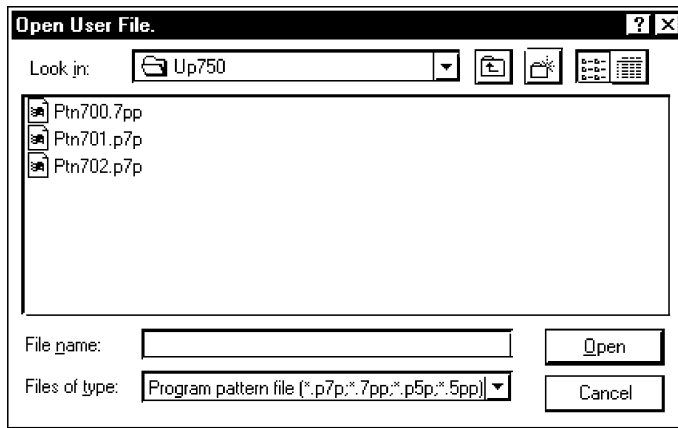 Open User File.
Look in: Up750
Ptn700.7pp
Ptn701.p7p
Ptn702.p7p
File name: Open
Files of type: Program pattern file (*.p7p;*.7pp;*.p5p;*.5pp) Cancel